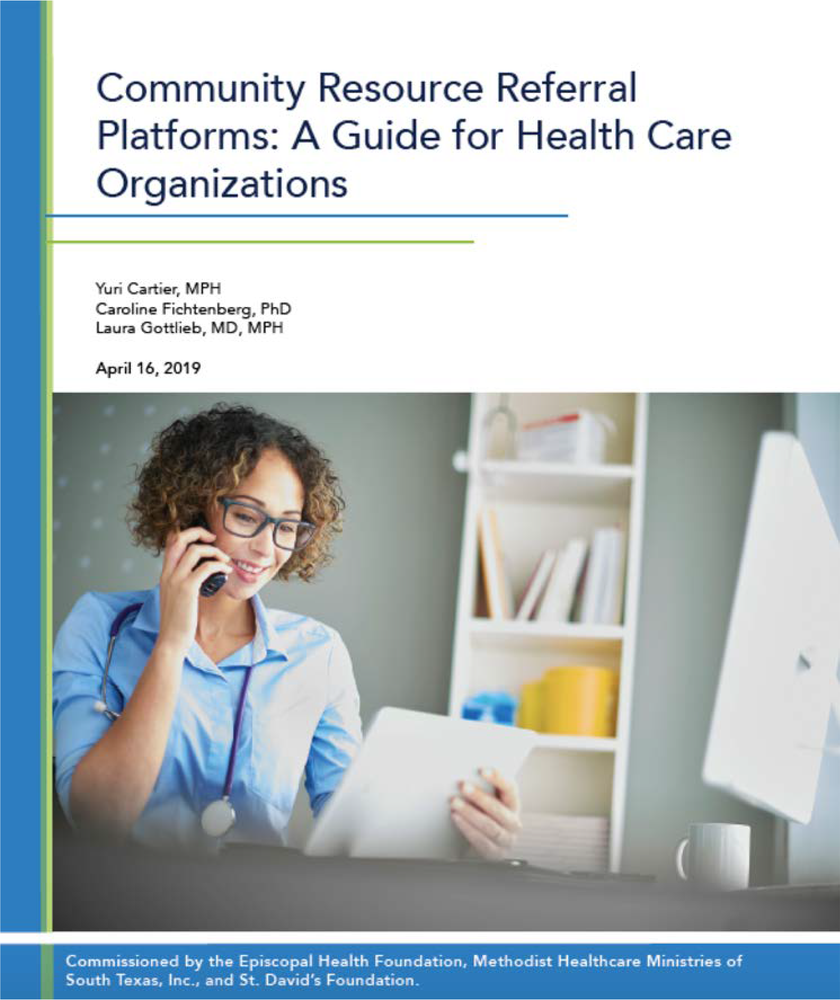 Community Resource Referral
Platforms: A Guide for Health Care
Organizations
Yuri Cartier, MPH
Caroline Fichtenberg, PhD
Laura Gottlieb, MD, MPH
April 16, 2019
Commissioned by the Episcopal Health Foundation, Methodist Healthcare Ministries of
South Texas, Inc., and St. David's Foundation.